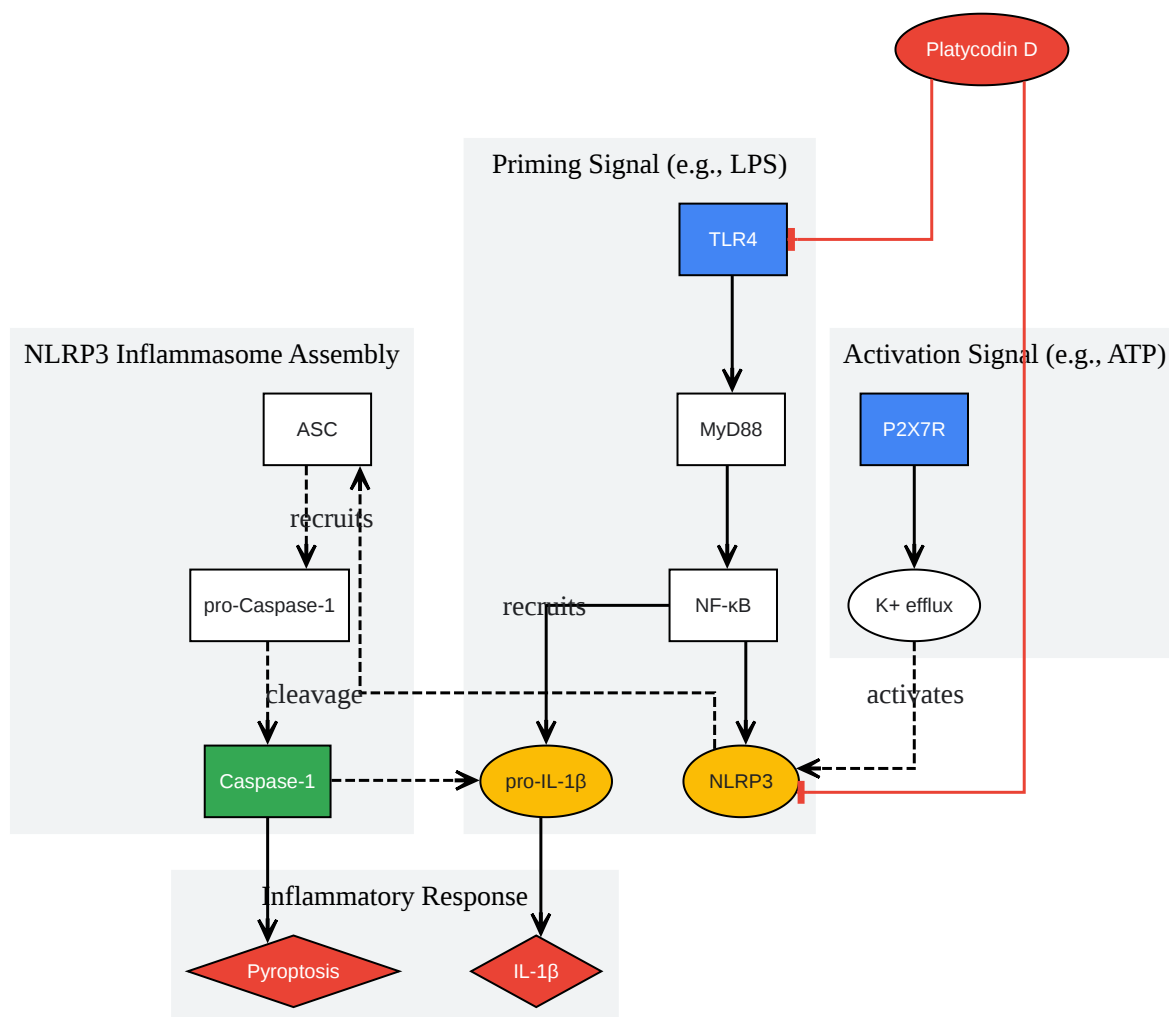 Platycodin D
Priming Signal (e.g., LPS)
TLR4
NLRP3 Inflammasome Assembly
Activation Signal (e.g., ATP)
ASC
MyD88
P2X7R
recruits
pro-Caspase-1
recruits
NF-κB
K+ efflux
cleavage
activates
Caspase-1
pro-IL-1β
NLRP3
Inflammatory Response
Pyroptosis
IL-1β